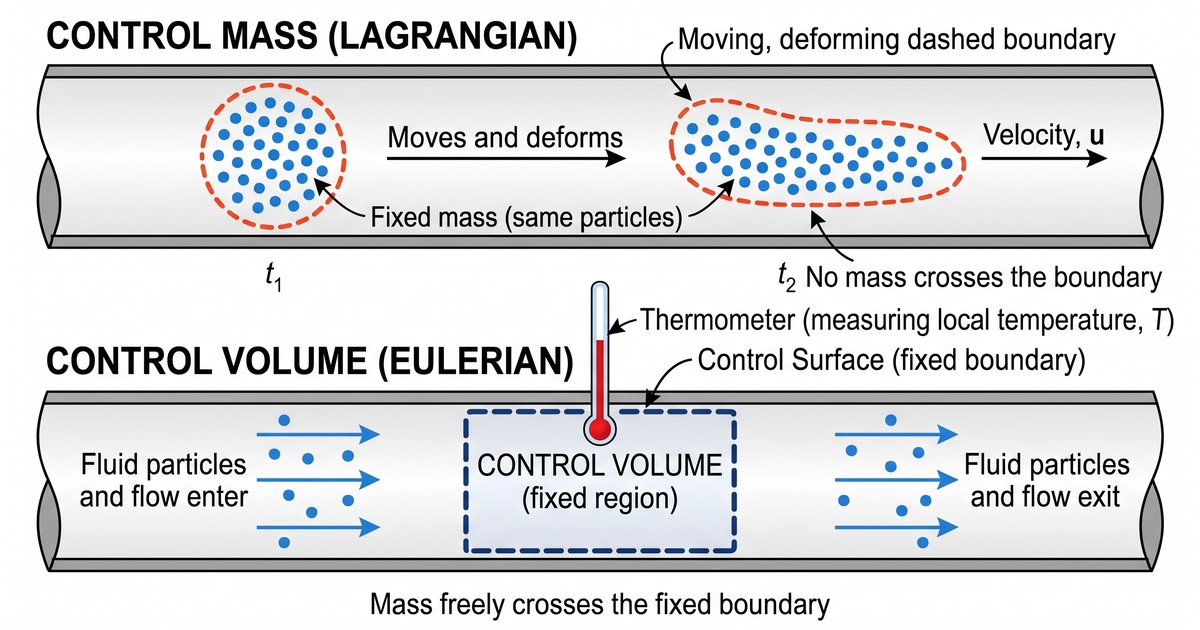 CONTROL MASS (LAGRANGIAN)
Moving, deforming dashed boundary
Moves and deforms
Velocity, u
Fixed mass (same particles)
t₁
t₂
No mass crosses the boundary
Thermometer (measuring local temperature, T)
CONTROL VOLUME (EULERIAN)
Control Surface (fixed boundary)
Fluid particles
and flow enter
CONTROL VOLUME
(fixed region)
Fluid particles
and flow exit
Mass freely crosses the fixed boundary